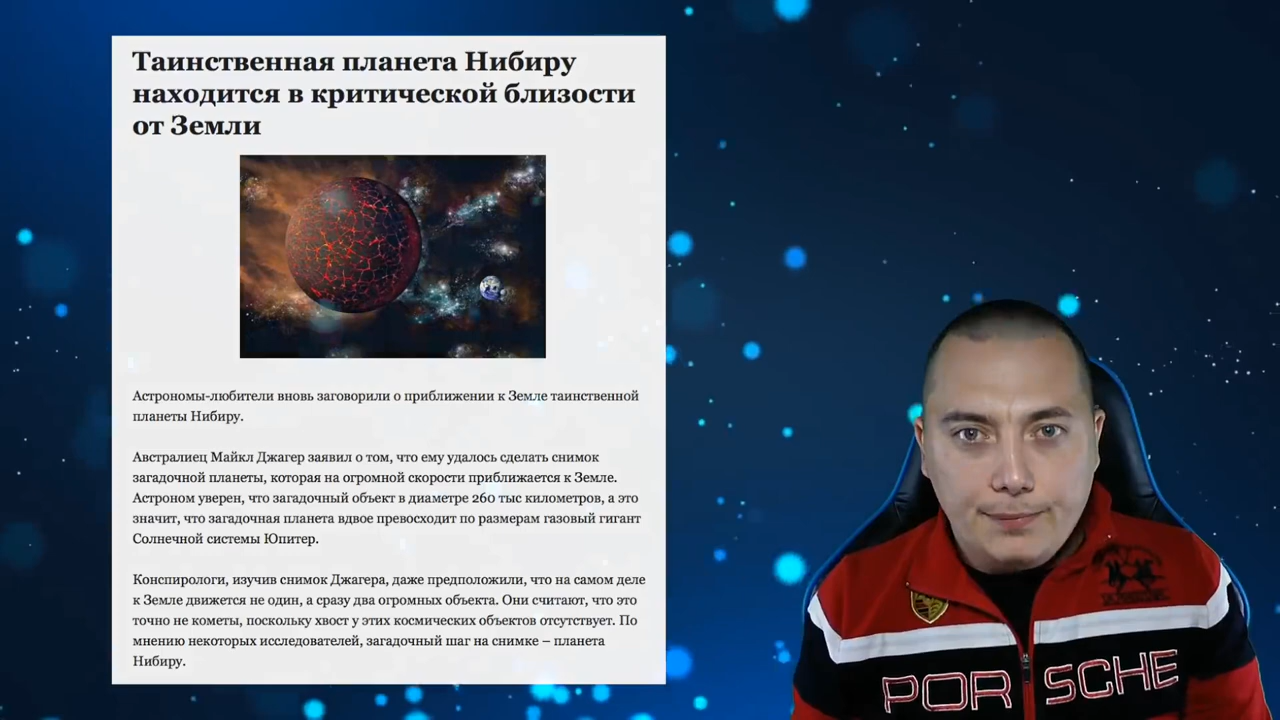 Таинственная планета Нибиру
находится в критической близости
от Земли
Астрономы-любители вновь заговорили о приближении к Земле таинственной
планеты Нибиру.
Австралиец Майкл Джагер заявил о том, что ему удалось сделать снимок
загадочной планеты, которая на огромной скорости приближается к Земле.
Астроном уверен, что загадочный объект в диаметре 260 тыс километров, а это
значит, что загадочная планета вдвое превосходит по размерам газовый гигант
Солнечной системы Юпитер.
Конспирологи, изучив снимок Джагера, даже предположили, что на самом деле
к Земле движется не один, а сразу два огромных объекта. Они считают, что это
точно не кометы, поскольку хвост у этих космических объектов отсутствует. По
мнению некоторых исследователей, загадочный шаг на снимке – планета
Нибиру.
PORSCHE